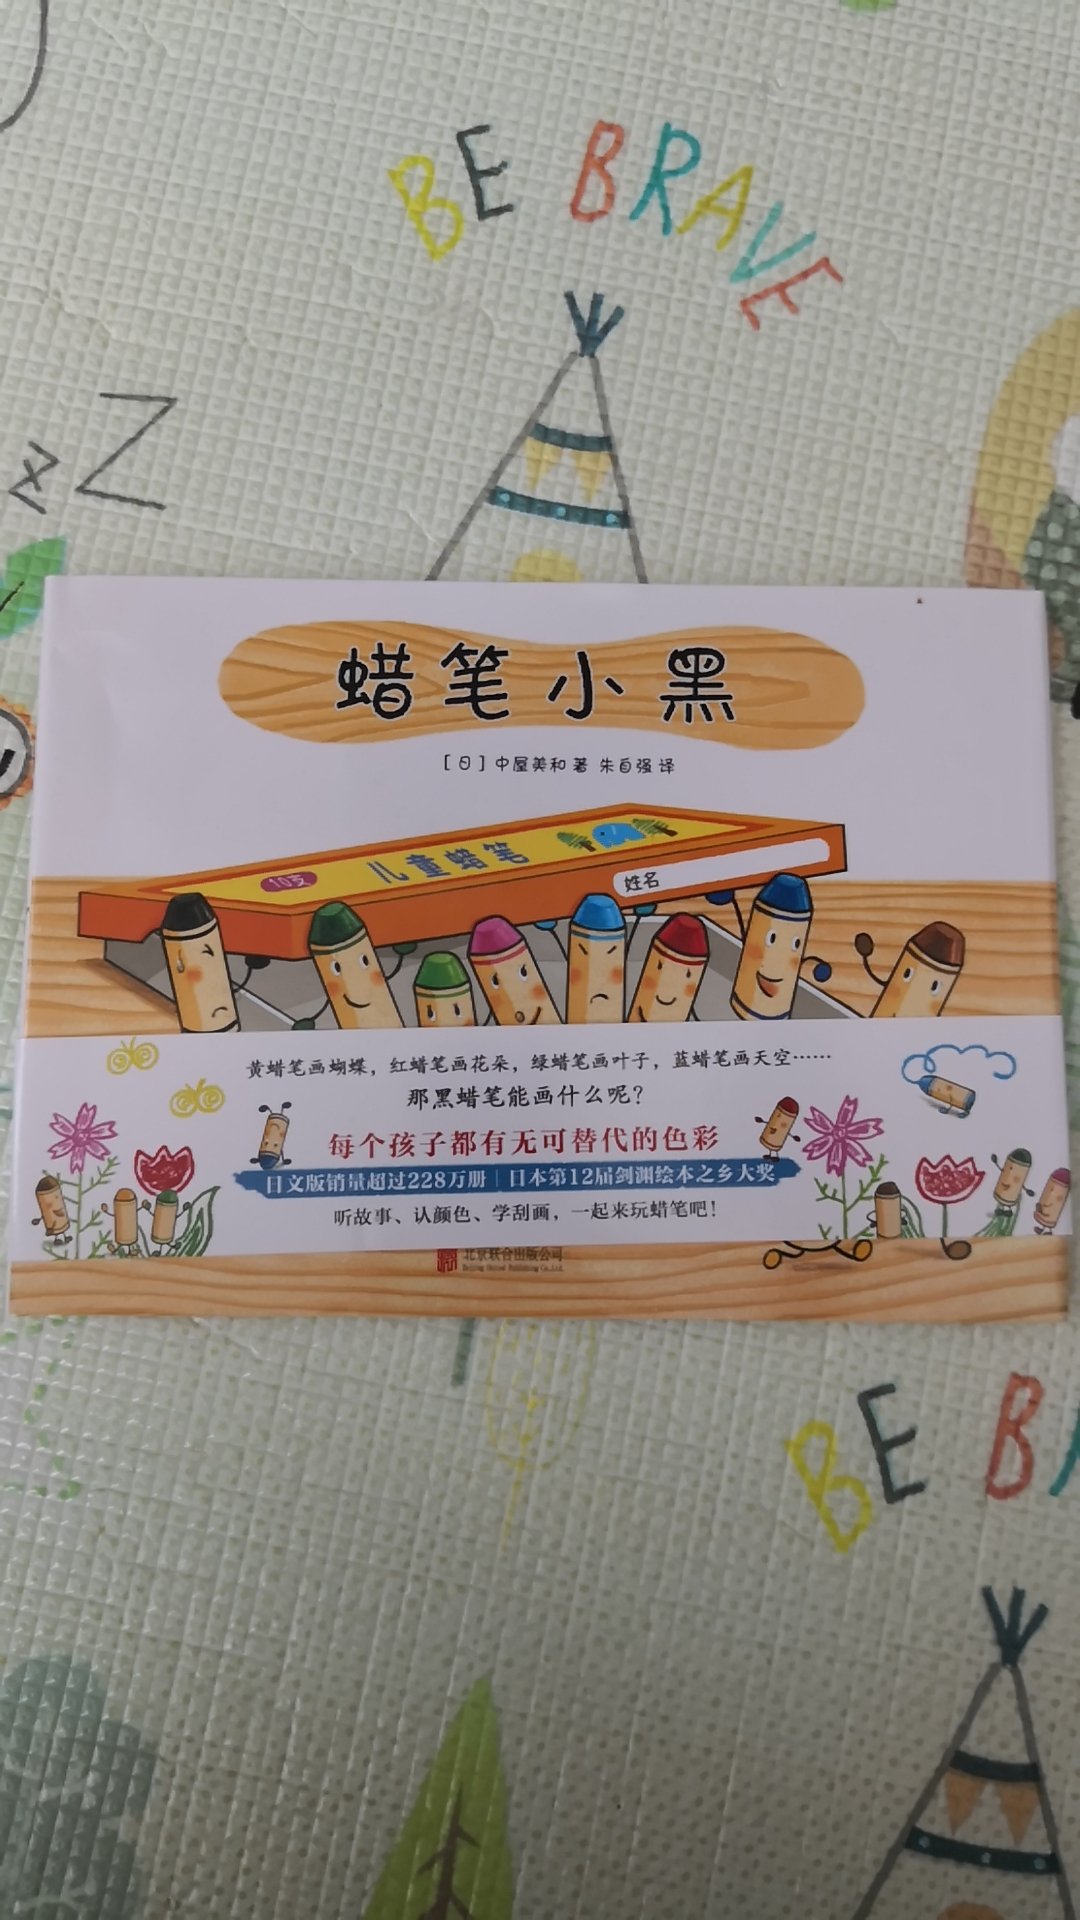 BE BRAVE
zZ
蜡笔小黑
[日]中屋美和 著 朱自强 译
10支
儿童蜡笔
姓名
黄蜡笔画蝴蝶，红蜡笔画花朵，绿蜡笔画叶子，蓝蜡笔画天空……
那黑蜡笔能画什么呢？
每个孩子都有无可替代的色彩
日文版销量超过228万册｜日本第12届剑渊绘本之乡大奖
听故事、认颜色、学刮画，一起来玩蜡笔吧！
北京联合出版公司
Beijing United Publishing Co.,Ltd.
BE B